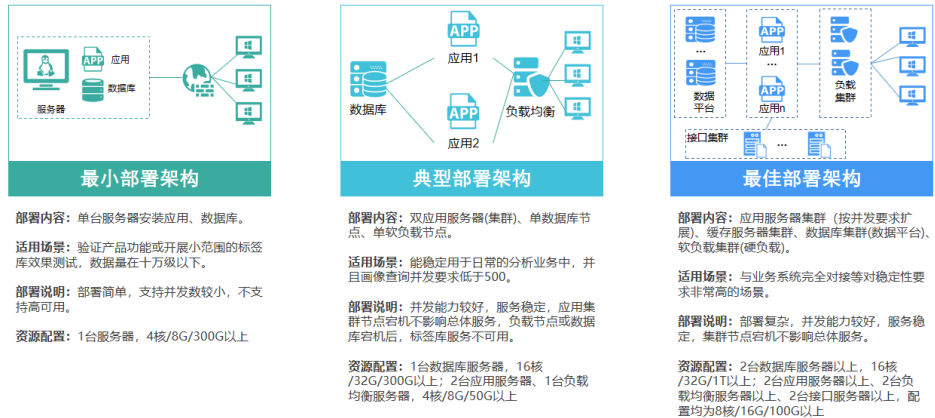 APP
应用
数据库
服务器
最小部署架构
部署内容：单台服务器安装应用、数据库。
适用场景：验证产品功能或开展小范围的标签
库效果测试，数据量在十万级以下。
部署说明：部署简单，支持并发数较小，不支
持高可用。
资源配置：1台服务器，4核/8G/300G以上
APP
应用1
数据库
负载均衡
APP
应用2
典型部署架构
部署内容：双应用服务器(集群)、单数据库节
点、单软负载节点。
适用场景：能稳定用于日常的分析业务中，并
且画像查询并发要求低于500。
部署说明：并发能力较好，服务稳定，应用集
群节点宕机不影响总体服务，负载节点或数据
库宕机后，标签库服务不可用。
资源配置：1台数据库服务器，16核
/32G/300G以上；2台应用服务器、1台负载
均衡服务器，4核/8G/50G以上
APP
应用1
...
...
APP
数据
平台
应用n
负载
集群
接口集群
...
最佳部署架构
部署内容：应用服务器集群（按并发要求扩
展)、缓存服务器集群、数据库集群(数据平台)、
软负载集群(硬负载)。
适用场景：与业务系统完全对接等对稳定性要
求非常高的场景。
部署说明：部署复杂，并发能力较好，服务稳
定，集群节点宕机不影响总体服务。
资源配置：2台数据库服务器以上，16核
/32G/1T以上；2台应用服务器以上、2台负
载均衡服务器以上、2台接口服务器以上，配
置均为8核/16G/100G以上